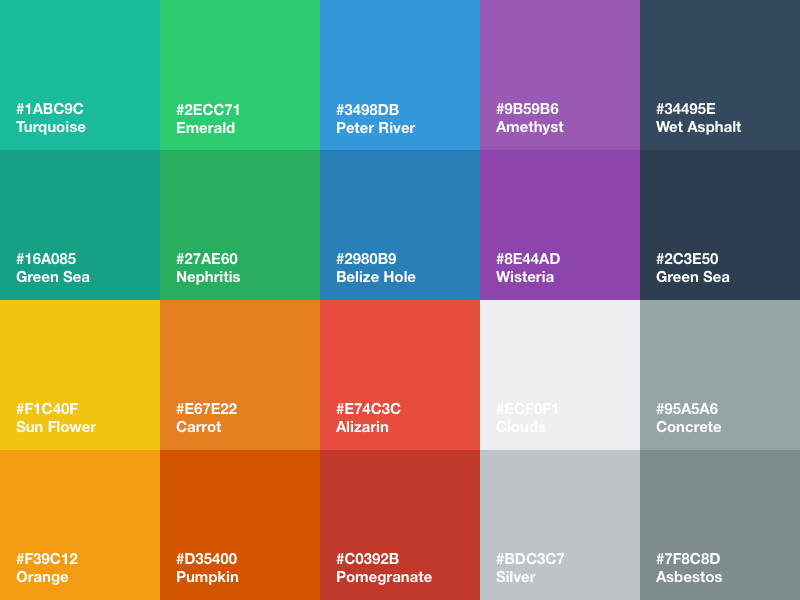 #1ABC9C
Turquoise
#2ECC71
Emerald
#3498DB
Peter River
#9B59B6
Amethyst
#34495E
Wet Asphalt
#16A085
Green Sea
#27AE60
Nephritis
#2980B9
Belize Hole
#8E44AD
Wisteria
#2C3E50
Green Sea
#F1C40F
Sun Flower
#E67E22
Carrot
#E74C3C
Alizarin
#ECF0F1
Clouds
#95A5A6
Concrete
#F39C12
Orange
#D35400
Pumpkin
#C0392B
Pomegranate
#BDC3C7
Silver
#7F8C8D
Asbestos